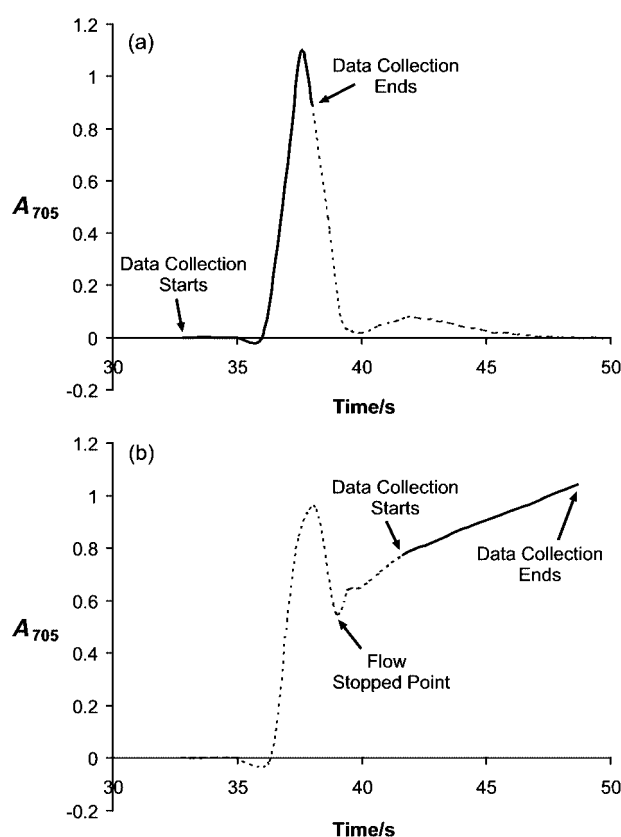 (a)
1.2
1
0.8
0.6
0.4
0.2
0
-0.2
A705
Data Collection
Starts
Data Collection
Ends
30
35
40
45
50
Time/s
(b)
1.2
1
0.8
0.6
0.4
0.2
0
-0.2
A705
Data Collection
Starts
Data Collection
Ends
Flow
Stopped Point
30
35
40
45
50
Time/s